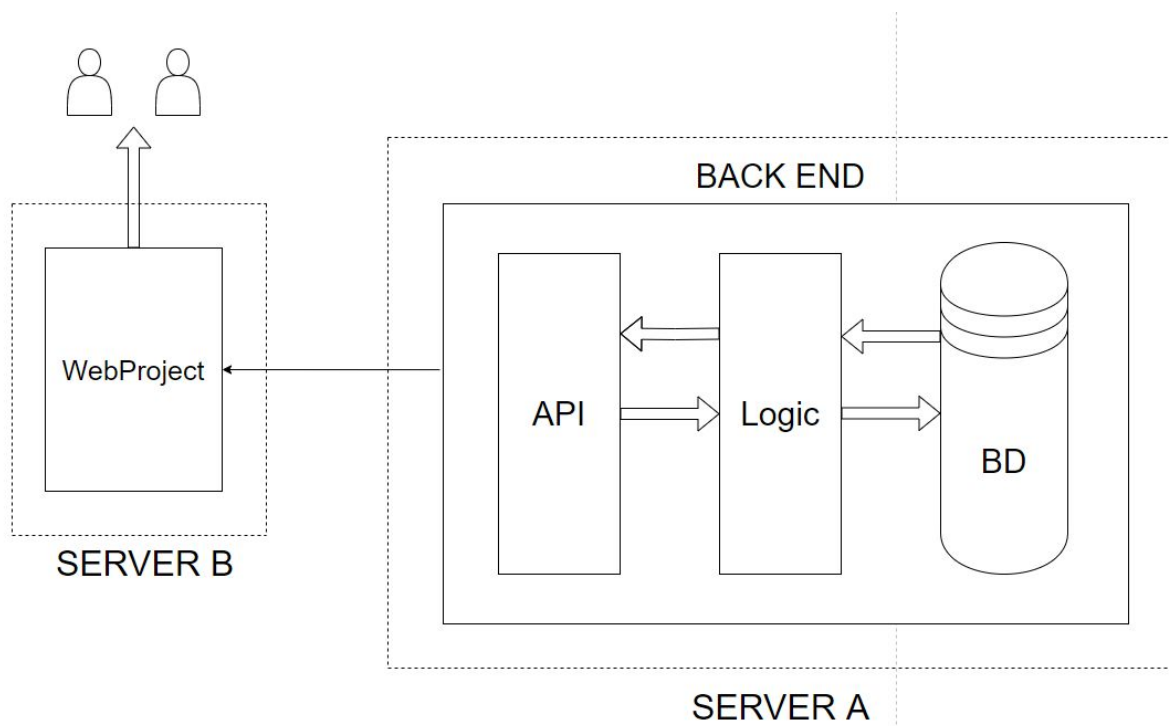 BACK END
WebProject
API
Logic
BD
SERVER B
SERVER A